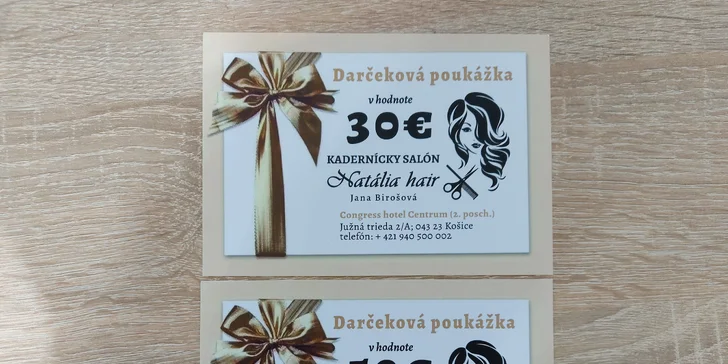 Darčeková poukážka
v hodnote
30€
KADERNÍCKY SALÓN
Natália hair
Jana Birošová
Congress hotel Centrum (2. posch.)
Južná trieda 2/A; 043 23 Košice
telefón: + 421 940 500 002
Darčeková poukážka
v hodnote